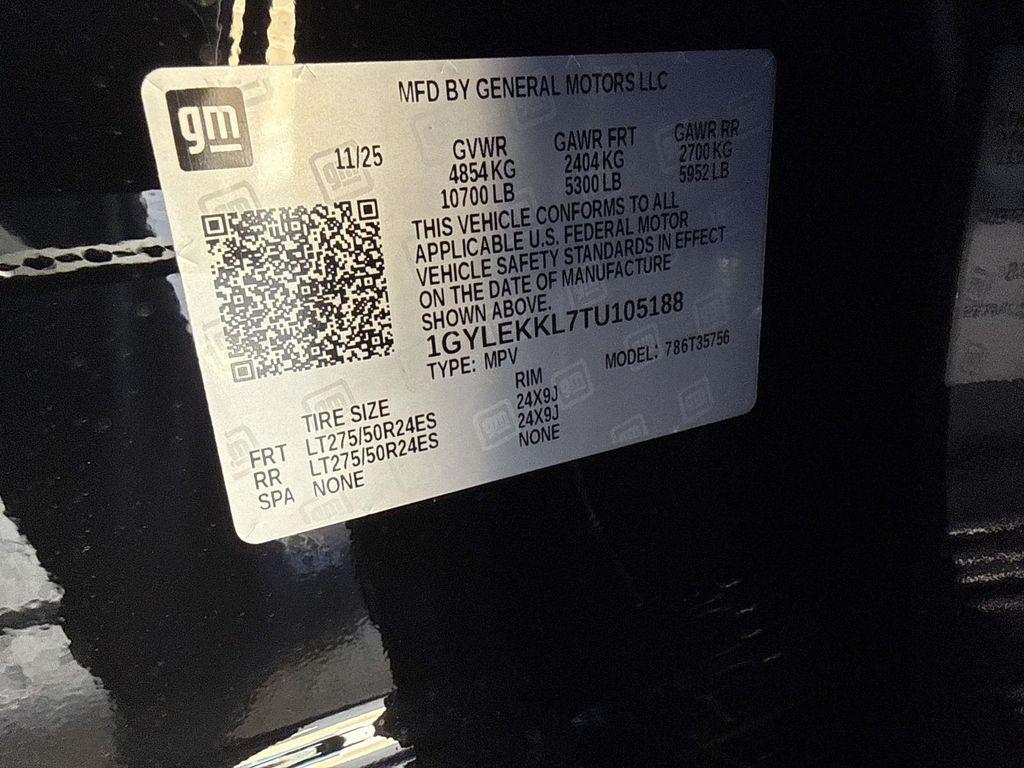 MFD BY GENERAL MOTORS LLC
gm
11/25
GVWR GAWR FRT GAWR RR
4854 KG 2404 KG 2700 KG
10700 LB 5300 LB 5952 LB
THIS VEHICLE CONFORMS TO ALL
APPLICABLE U.S. FEDERAL MOTOR
VEHICLE SAFETY STANDARDS IN EFFECT
ON THE DATE OF MANUFACTURE
SHOWN ABOVE.
1GYLEKKL7TU105188
TYPE: MPV MODEL: 786T35756
TIRE SIZE RIM
FRT LT275/50R24ES 24X9J
RR LT275/50R24ES 24X9J
SPA NONE NONE